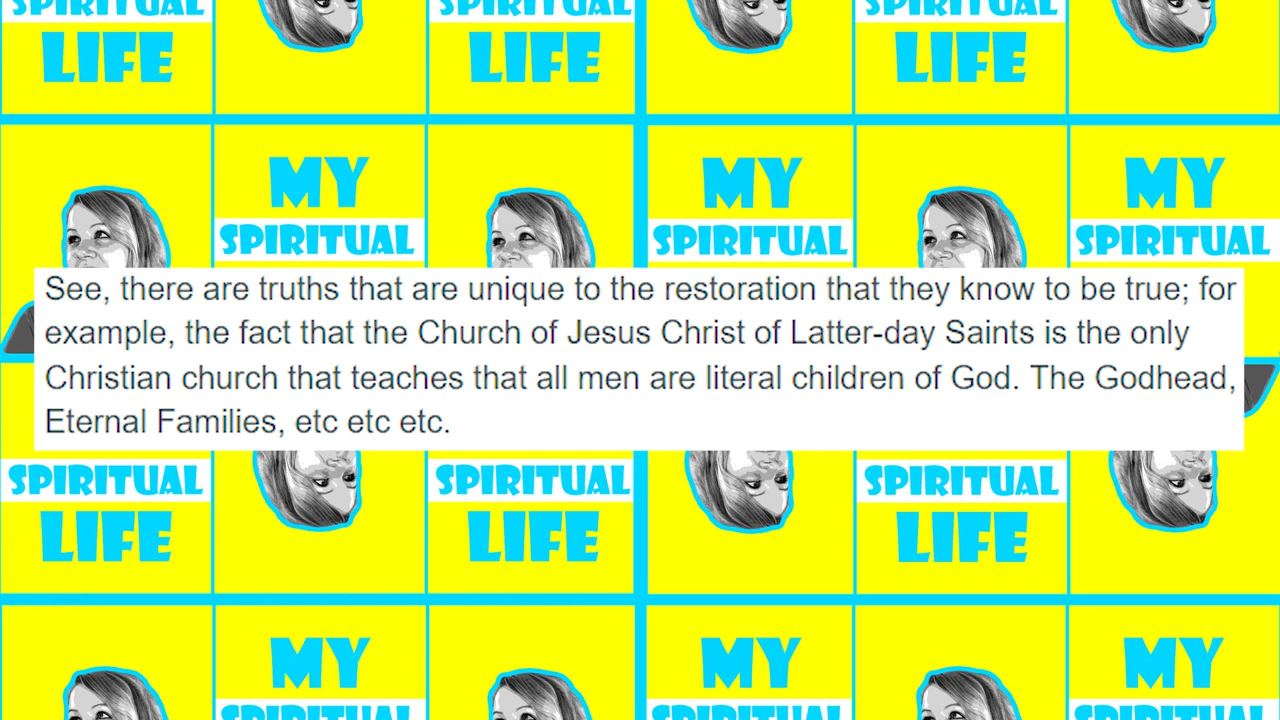 SPIRITUAL SPIRITUAL SPIRITUAL
LIFE LIFE LIFE
MY MY MY
SPIRITUAL SPIRITUAL SPIRITUAL
See, there are truths that are unique to the restoration that they know to be true; for
example, the fact that the Church of Jesus Christ of Latter-day Saints is the only
Christian church that teaches that all men are literal children of God. The Godhead,
Eternal Families, etc etc etc.
SPIRITUAL SPIRITUAL SPIRITUAL
LIFE LIFE LIFE
MY MY MY
SPIRITUAL SPIRITUAL SPIRITUAL